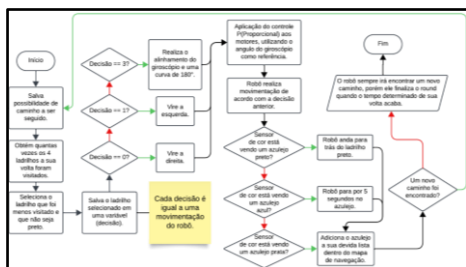 Início
Salva
possibilidade de
caminho a ser
seguido.
Obtém quantas
vezes os 4
ladrilhos a sua
volta foram
visitados.
Seleciona o
ladrilho que foi
menos visitado e
que não seja
preto.
Decisão == 3?
Decisão == 1?
Decisão == 0?
Salva o ladrilho
selecionado em
uma variável
(decisão).
Realiza o
alinhamento do
giroscópio e uma
curva de 180°.
Vire a
esquerda.
Vire a
direita.
Cada decisão é
igual a uma
movimentação
do robô.
Aplicação do controle
P(Proporcional) aos
motores, utilizando o
angulo do giroscópio
como referência.
Robô realiza
movimentação de
acordo com a decisão
anterior.
Sensor
de cor está
vendo um azulejo
preto?
Sensor
de cor está
vendo um azulejo
azul?
Sensor
de cor está vendo
um azulejo prata?
Robô anda para
trás do ladrilho
preto.
Robô para por 5
segundos no
azulejo.
Adiciona o azulejo
a sua devida lista
dentro do mapa
de navegação.
Fim
O robô sempre irá encontrar um novo
caminho, porém ele finaliza o round
quando o tempo determinado de sua
volta acaba.
Um novo
caminho foi
encontrado?